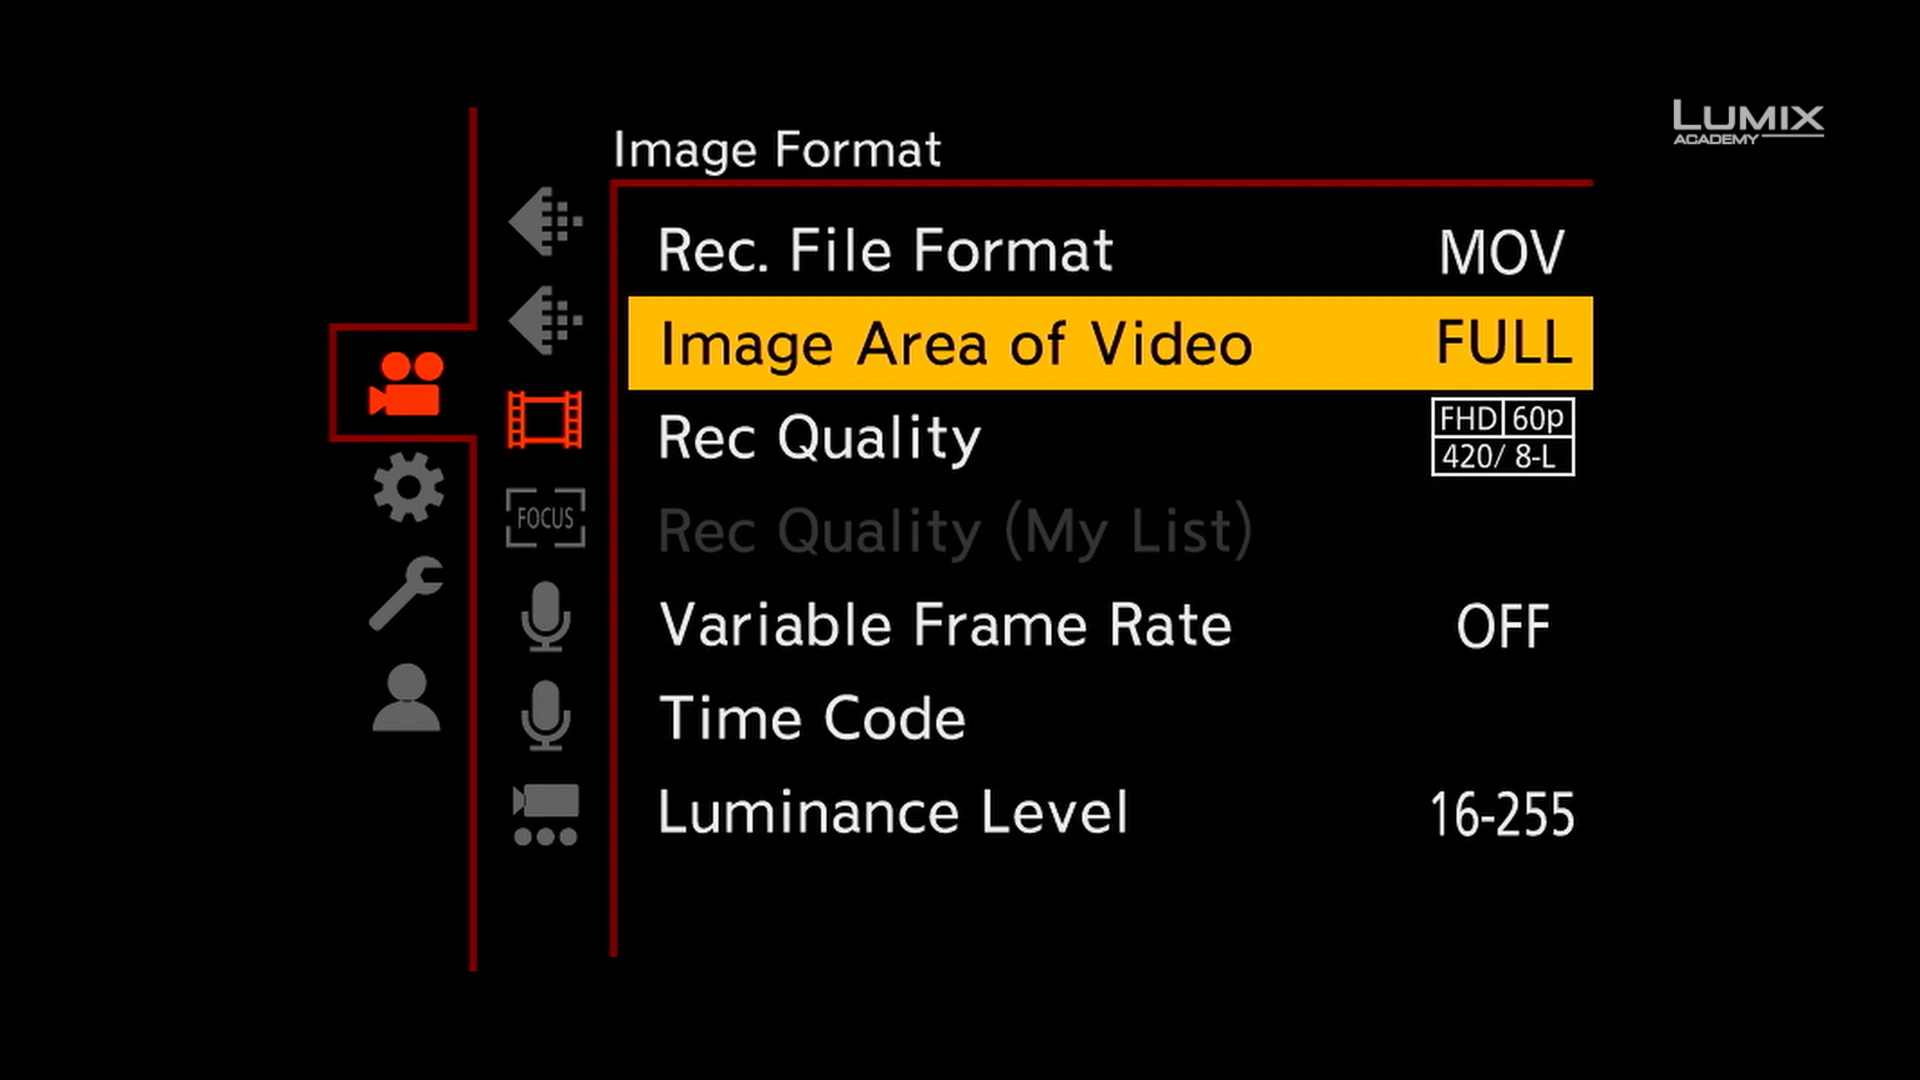 LUMIX
ACADEMY
Image Format
Rec. File Format MOV
Image Area of Video FULL
Rec Quality FHD 60p
420/ 8-L
Rec Quality (My List)
FOCUS
Variable Frame Rate OFF
Time Code
Luminance Level 16-255